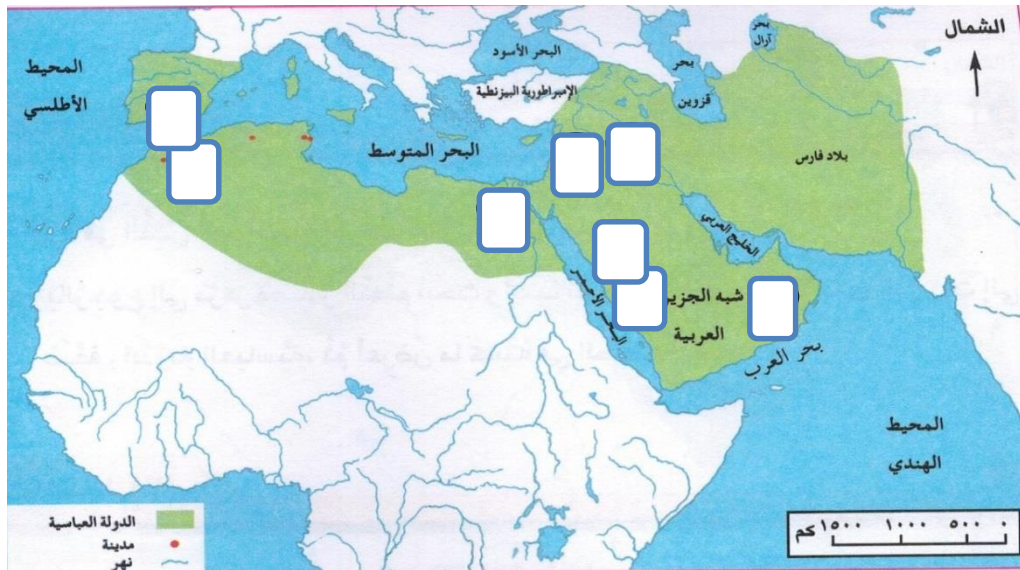 الشمال
المحيط
الأطلسي
البحر الأسود
بحر
آرال
بحر
قزوين
الإمبراطورية البيزنطية
البحر المتوسط
بلاد فارس
الخليج العربي
البحر الأحمر
شبه الجزير
العربية
بحر العرب
المحيط
الهندي
الدولة العباسية
مدينة
نهر
٠ ٥٠٠ ١٠٠٠ ١٥٠٠ كم